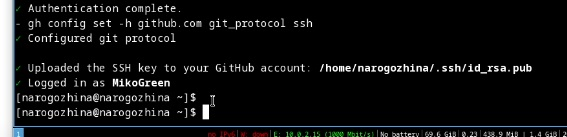 ✓ Authentication complete.
- gh config set -h github.com git_protocol ssh
✓ Configured git protocol
✓ Uploaded the SSH key to your GitHub account: /home/narogozhina/.ssh/id_rsa.pub
✓ Logged in as MikoGreen
[narogozhina@narogozhina ~]$
[narogozhina@narogozhina ~]$
1 no IPv6 W: down E: 10.0.2.15 (1000 Mbit/s) No battery 69.6 GiB 0.23 438.9 MiB 1.4 GiB